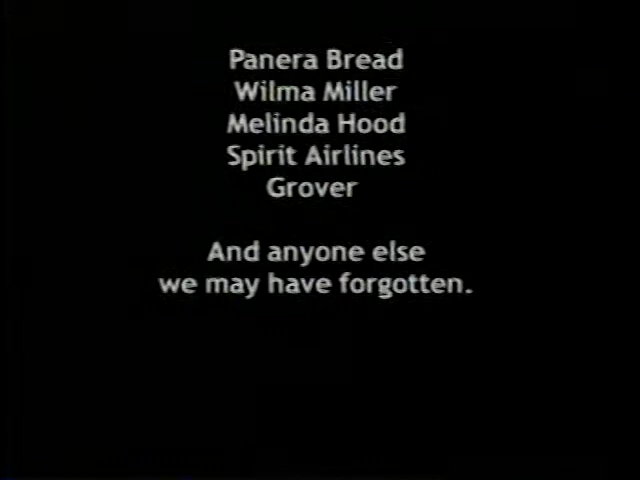 Panera Bread
Wilma Miller
Melinda Hood
Spirit Airlines
Grover
And anyone else
we may have forgotten.